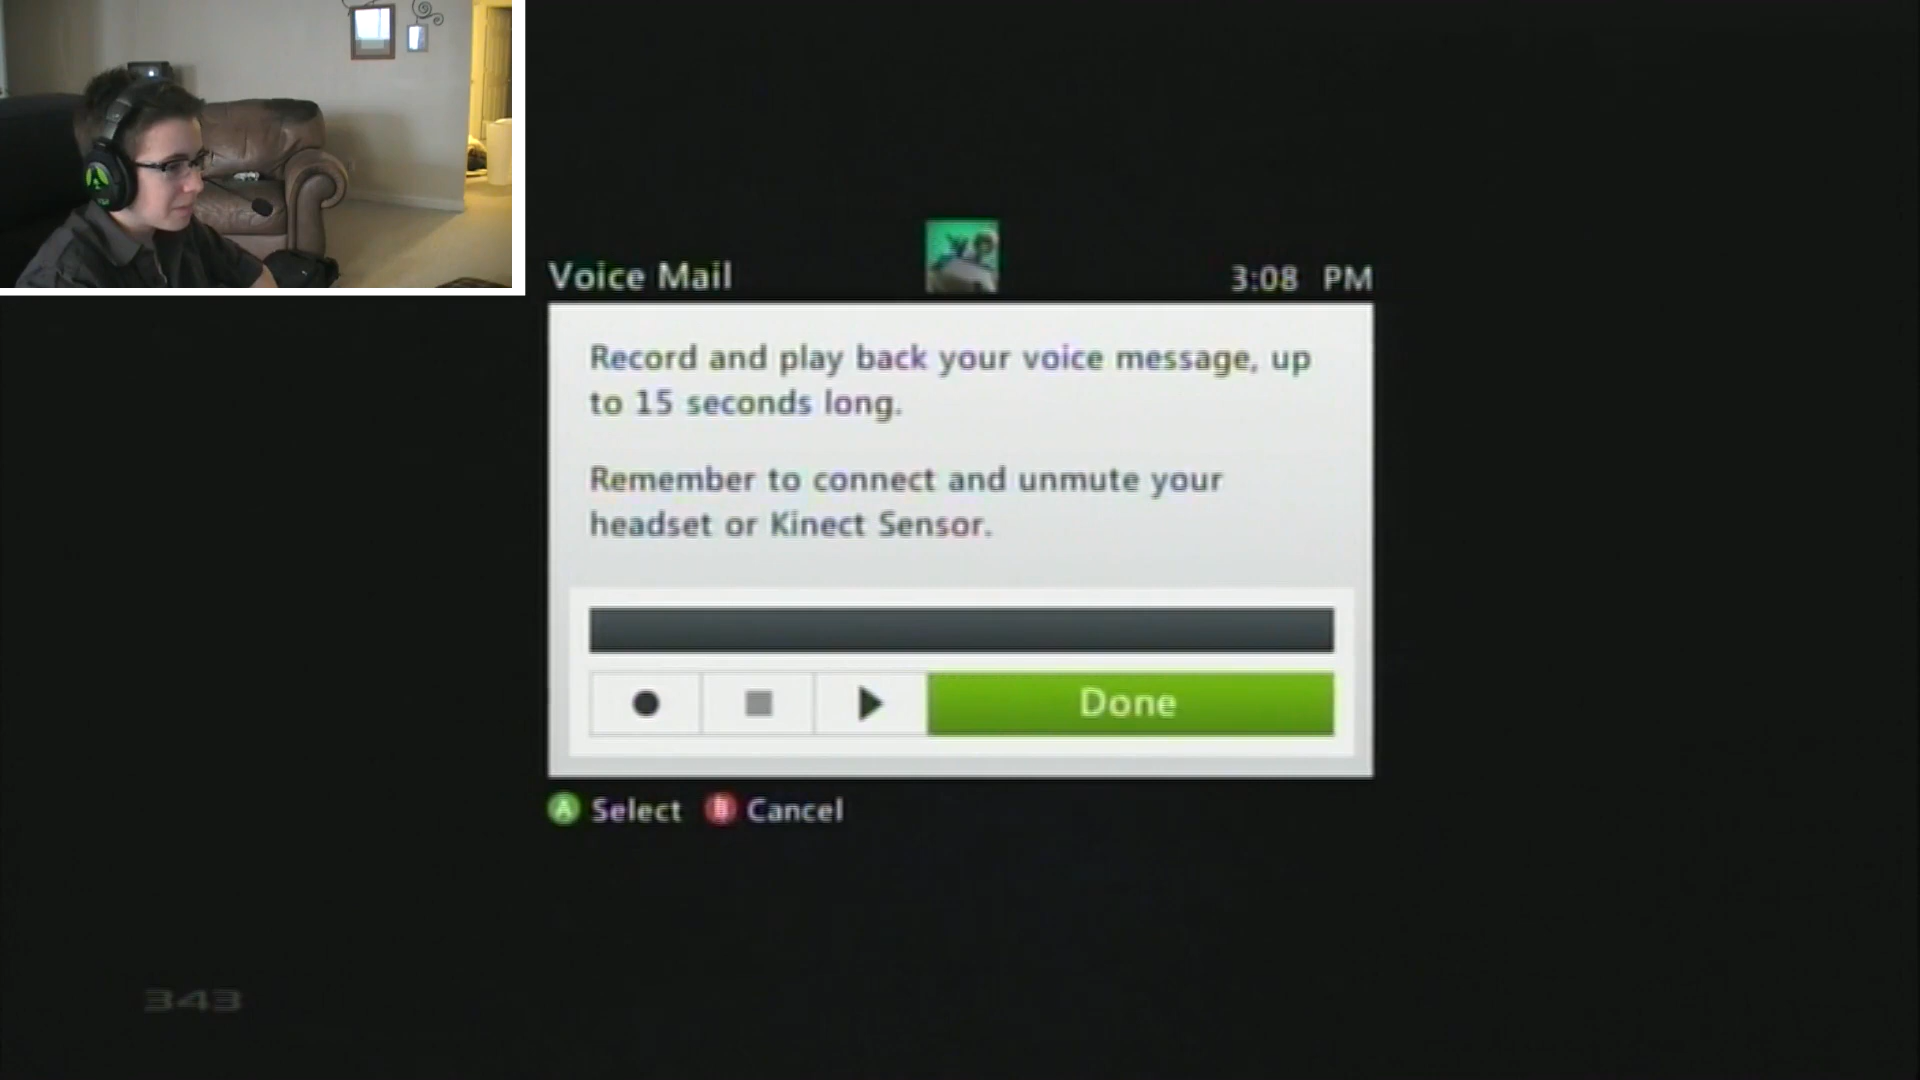 Voice Mail
3:08 PM
Record and play back your voice message, up
to 15 seconds long.
Remember to connect and unmute your
headset or Kinect Sensor.
Done
A Select B Cancel
343